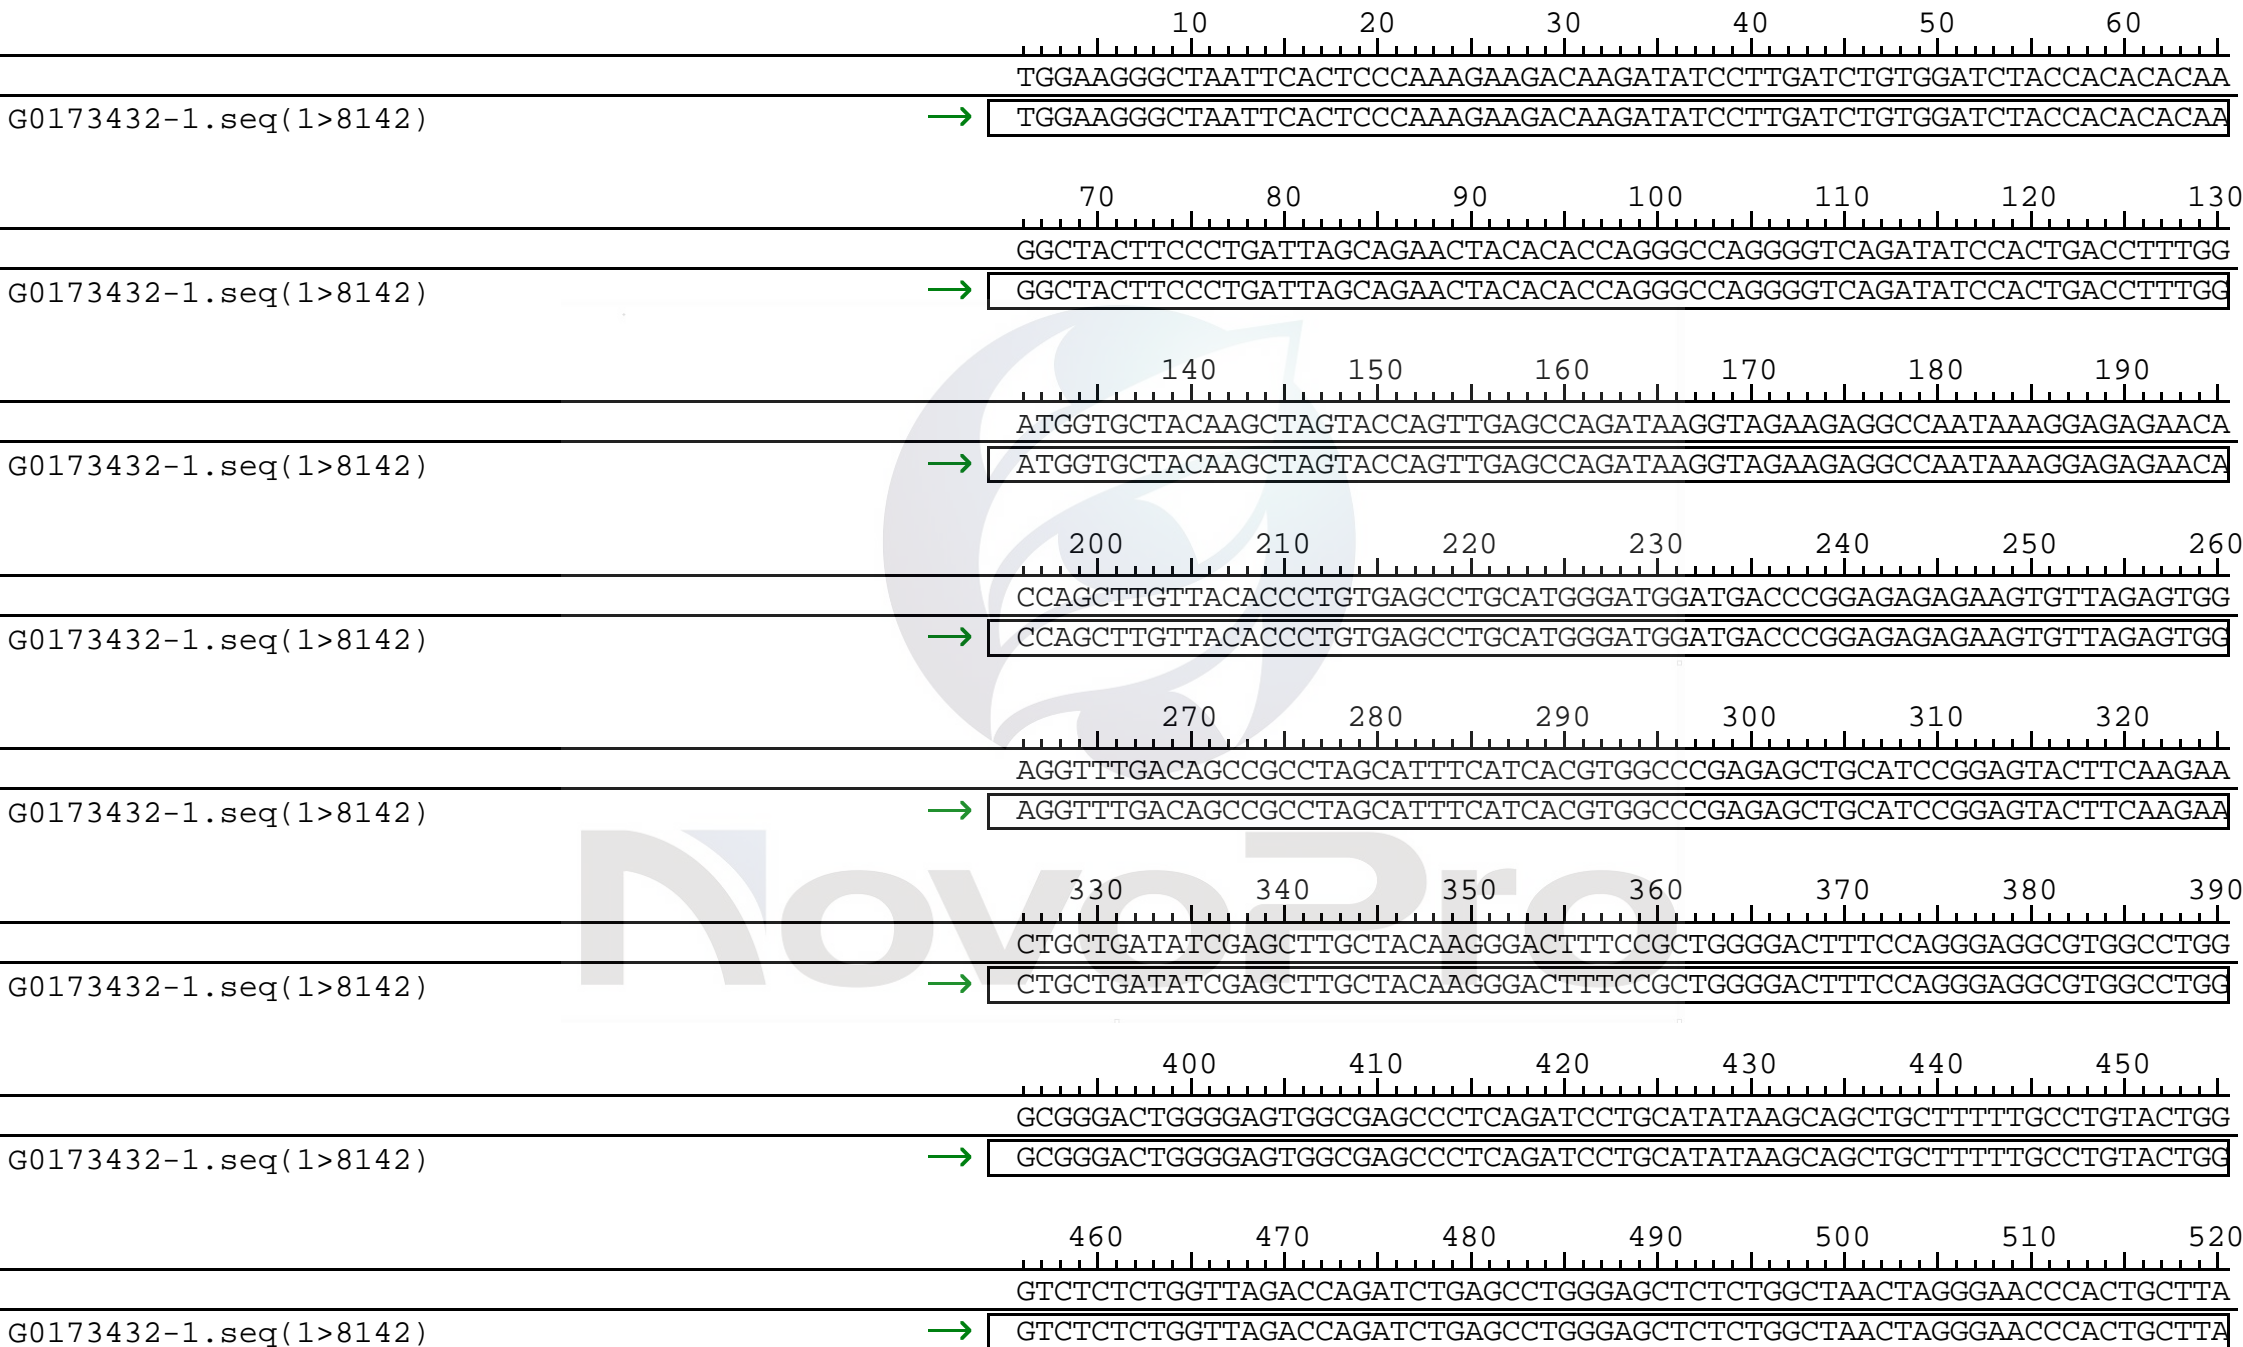 10 20 30 40 50 60
TGGAAGGGCTAATTCACTCCCAAAGAAGACAAGATATCCTTGATCTGTGGATCTACCACACACAA
G0173432-1.seq(1>8142) → TGGAAGGGCTAATTCACTCCCAAAGAAGACAAGATATCCTTGATCTGTGGATCTACCACACACAA
70 80 90 100 110 120 130
GGCTACTTCCCTGATTAGCAGAACTACACACCAGGGCCAGGGGTCAGATATCCACTGACCTTTGG
G0173432-1.seq(1>8142) → GGCTACTTCCCTGATTAGCAGAACTACACACCAGGGCCAGGGGTCAGATATCCACTGACCTTTGG
140 150 160 170 180 190
ATGGTGCTACAAGCTAGTACCAGTTGAGCCAGATAAGGTAGAAGAGGCCAATAAAGGAGAGAACA
G0173432-1.seq(1>8142) → ATGGTGCTACAAGCTAGTACCAGTTGAGCCAGATAAGGTAGAAGAGGCCAATAAAGGAGAGAACA
200 210 220 230 240 250 260
CCAGCTTGTTACACCCTGTGAGCCTGCATGGGATGGATGACCCGGAGAGAGAAGTGTTAGAGTGG
G0173432-1.seq(1>8142) → CCAGCTTGTTACACCCTGTGAGCCTGCATGGGATGGATGACCCGGAGAGAGAAGTGTTAGAGTGG
270 280 290 300 310 320
AGGTTTGACAGCCGCCTAGCATTTCATCACGTGGCCCGAGAGCTGCATCCGGAGTACTTCAAGAA
G0173432-1.seq(1>8142) → AGGTTTGACAGCCGCCTAGCATTTCATCACGTGGCCCGAGAGCTGCATCCGGAGTACTTCAAGAA
NovoPro
330 340 350 360 370 380 390
CTGCTGATATCGAGCTTGCTACAAGGGACTTTCCGCTGGGGACTTTCCAGGGAGGCGTGGCCTGG
G0173432-1.seq(1>8142) → CTGCTGATATCGAGCTTGCTACAAGGGACTTTCCGCTGGGGACTTTCCAGGGAGGCGTGGCCTGG
400 410 420 430 440 450
GCGGGACTGGGGAGTGGCGAGCCCTCAGATCCTGCATATAAGCAGCTGCTTTTTGCCTGTACTGG
G0173432-1.seq(1>8142) → GCGGGACTGGGGAGTGGCGAGCCCTCAGATCCTGCATATAAGCAGCTGCTTTTTGCCTGTACTGG
460 470 480 490 500 510 520
GTCTCTCTGGTTAGACCAGATCTGAGCCTGGGAGCTCTCTGGCTAACTAGGGAACCCACTGCTTA
G0173432-1.seq(1>8142) → GTCTCTCTGGTTAGACCAGATCTGAGCCTGGGAGCTCTCTGGCTAACTAGGGAACCCACTGCTTA